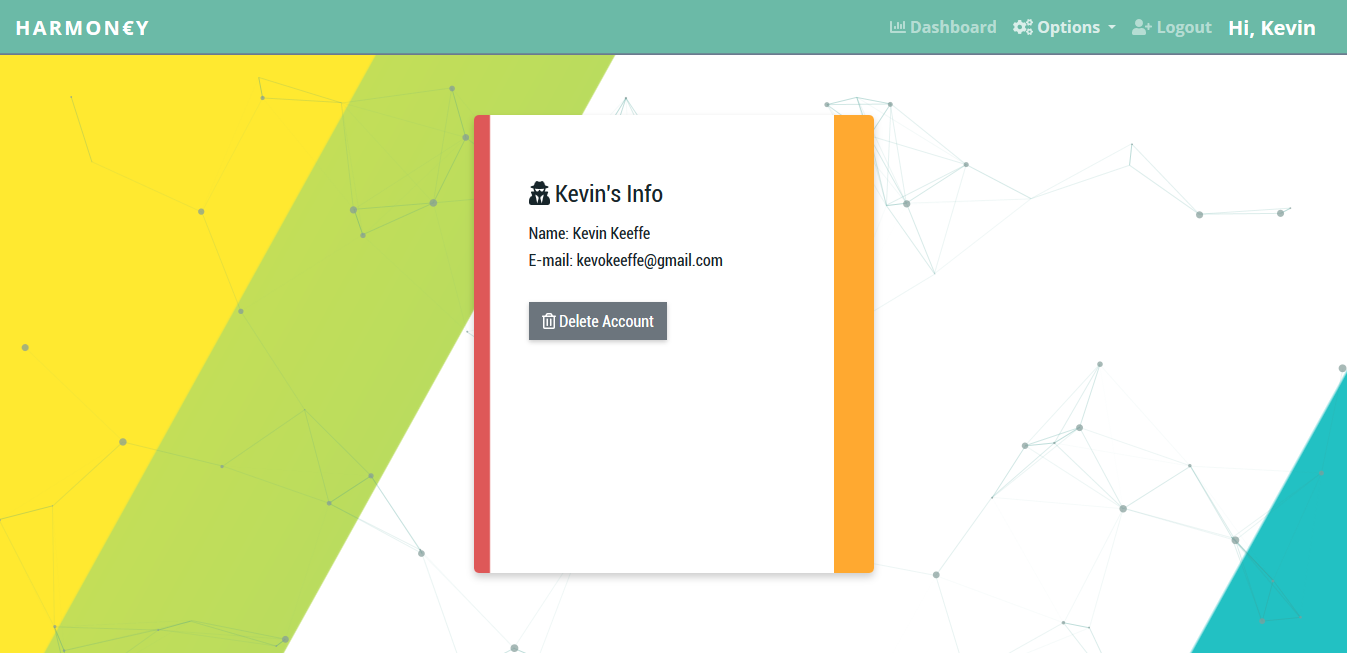 HARMON€Y
Dashboard Options Logout Hi, Kevin
Kevin's Info
Name: Kevin Keeffe
E-mail: kevokeeffe@gmail.com
Delete Account